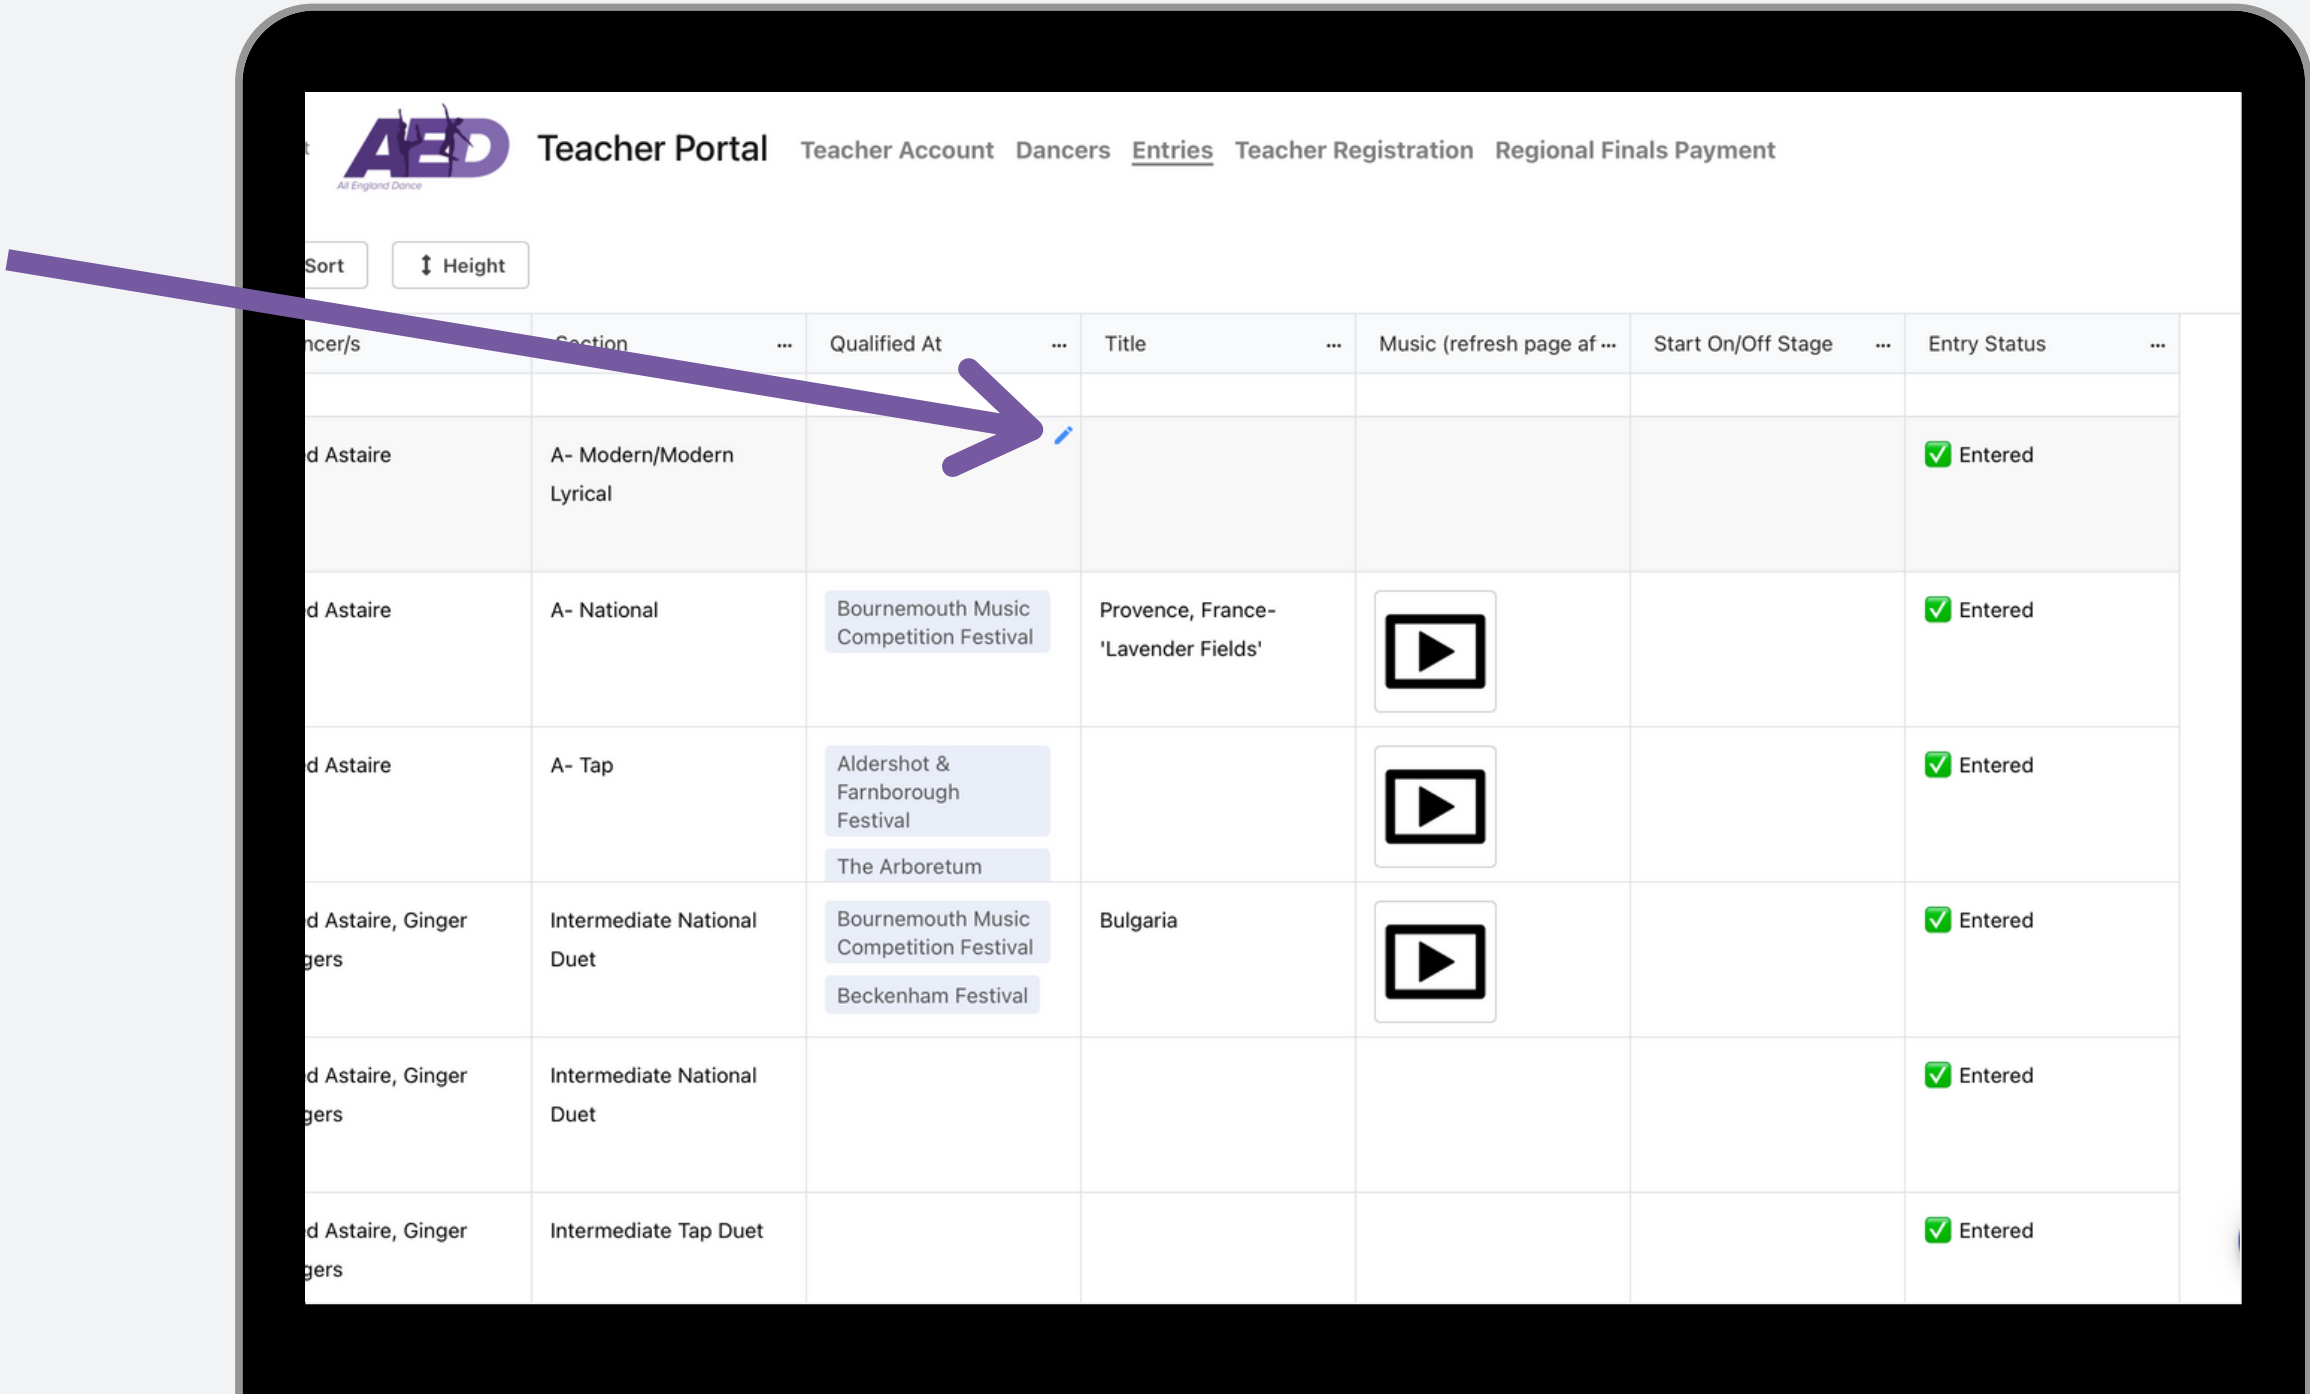 AED
All England Dance
Teacher Portal
Teacher Account Dancers Entries Teacher Registration Regional Finals Payment
Sort
Height
ncer/s Section ... Qualified At ... Title ... Music (refresh page af ... Start On/Off Stage ... Entry Status ...
d Astaire
A- Modern/Modern
Lyrical
✅ Entered
d Astaire
A- National
Bournemouth Music
Competition Festival
Provence, France-
'Lavender Fields'
✅ Entered
d Astaire
A- Tap
Aldershot &
Farnborough
Festival
The Arboretum
✅ Entered
d Astaire, Ginger
gers
Intermediate National
Duet
Bournemouth Music
Competition Festival
Beckenham Festival
Bulgaria
✅ Entered
d Astaire, Ginger
gers
Intermediate National
Duet
✅ Entered
d Astaire, Ginger
gers
Intermediate Tap Duet
✅ Entered